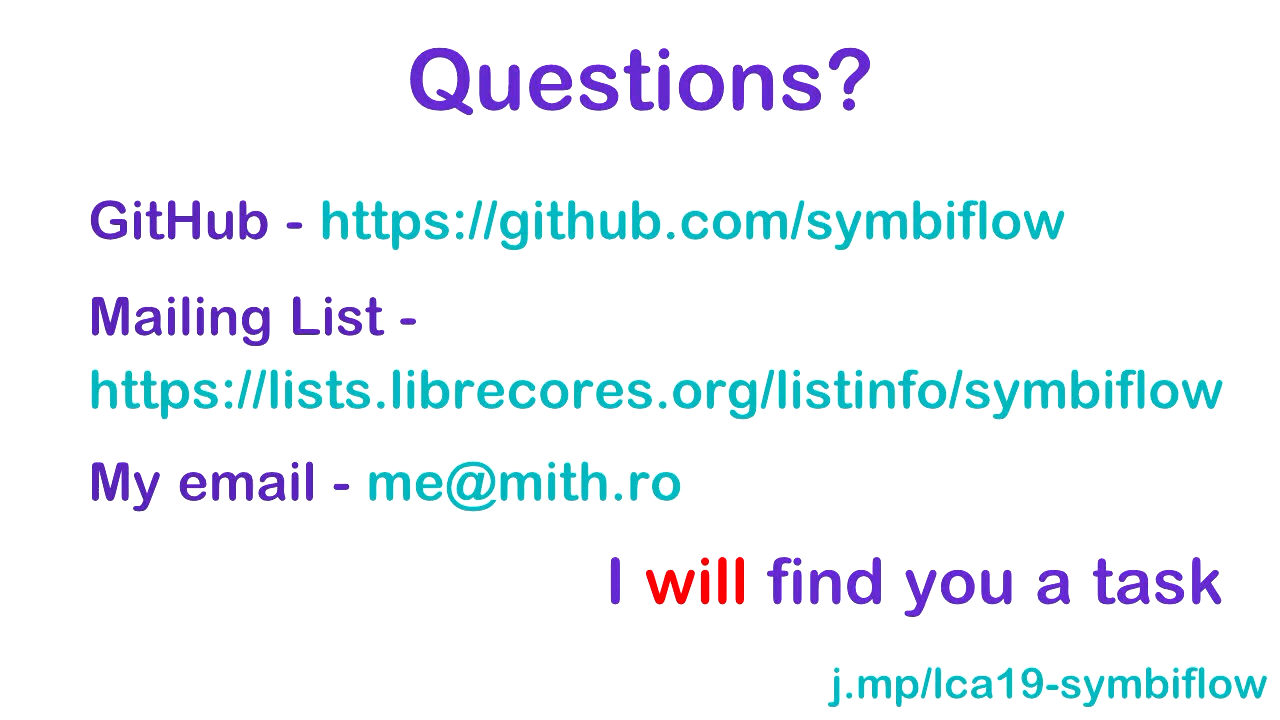 Questions?
GitHub - https://github.com/symbiflow
Mailing List -
https://lists.librecores.org/listinfo/symbiflow
My email - me@mith.ro
I will find you a task
j.mp/lca19-symbiflow